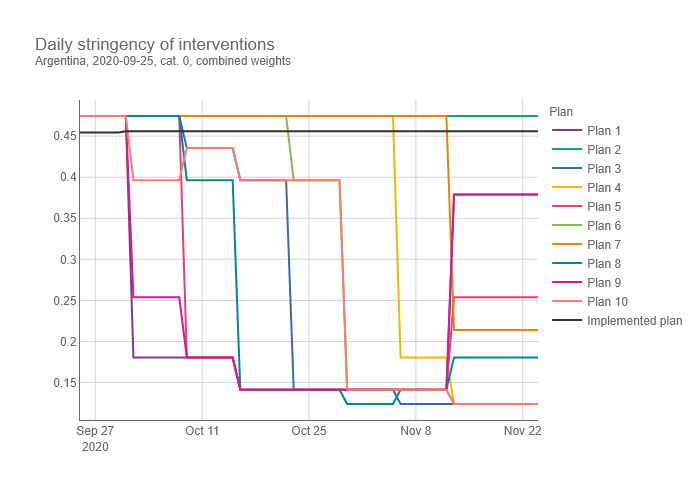 Daily stringency of interventions
Argentina, 2020-09-25, cat. 0, combined weights
Plan
Plan 1
Plan 2
Plan 3
Plan 4
Plan 5
Plan 6
Plan 7
Plan 8
Plan 9
Plan 10
Implemented plan
0.45
0.4
0.35
0.3
0.25
0.2
0.15
Sep 27 Oct 11 Oct 25 Nov 8 Nov 22
2020